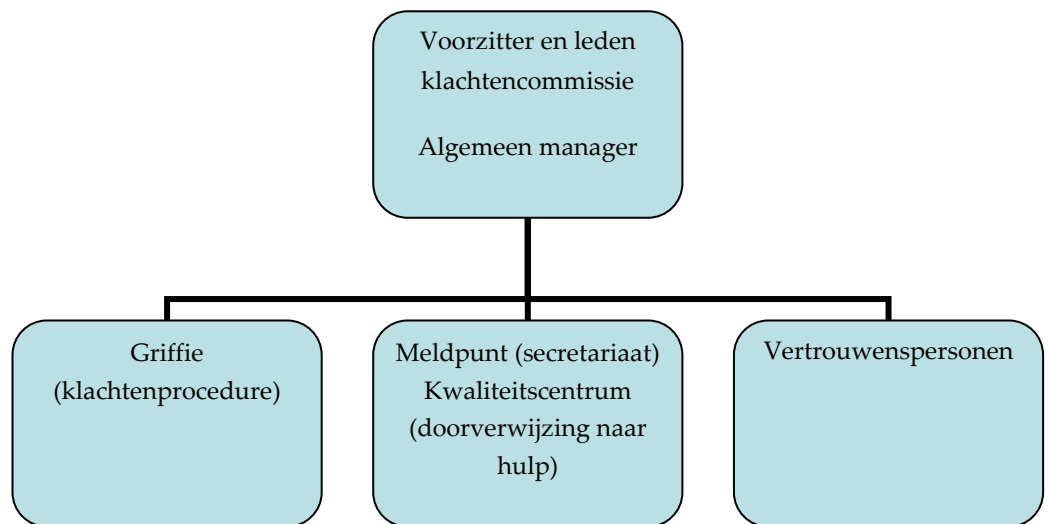 Voorzitter en leden
klachtencommissie
Algemeen manager
Griffie
(klachtenprocedure)
Meldpunt (secretariaat)
Kwaliteitscentrum
(doorverwijzing naar
hulp)
Vertrouwenspersonen